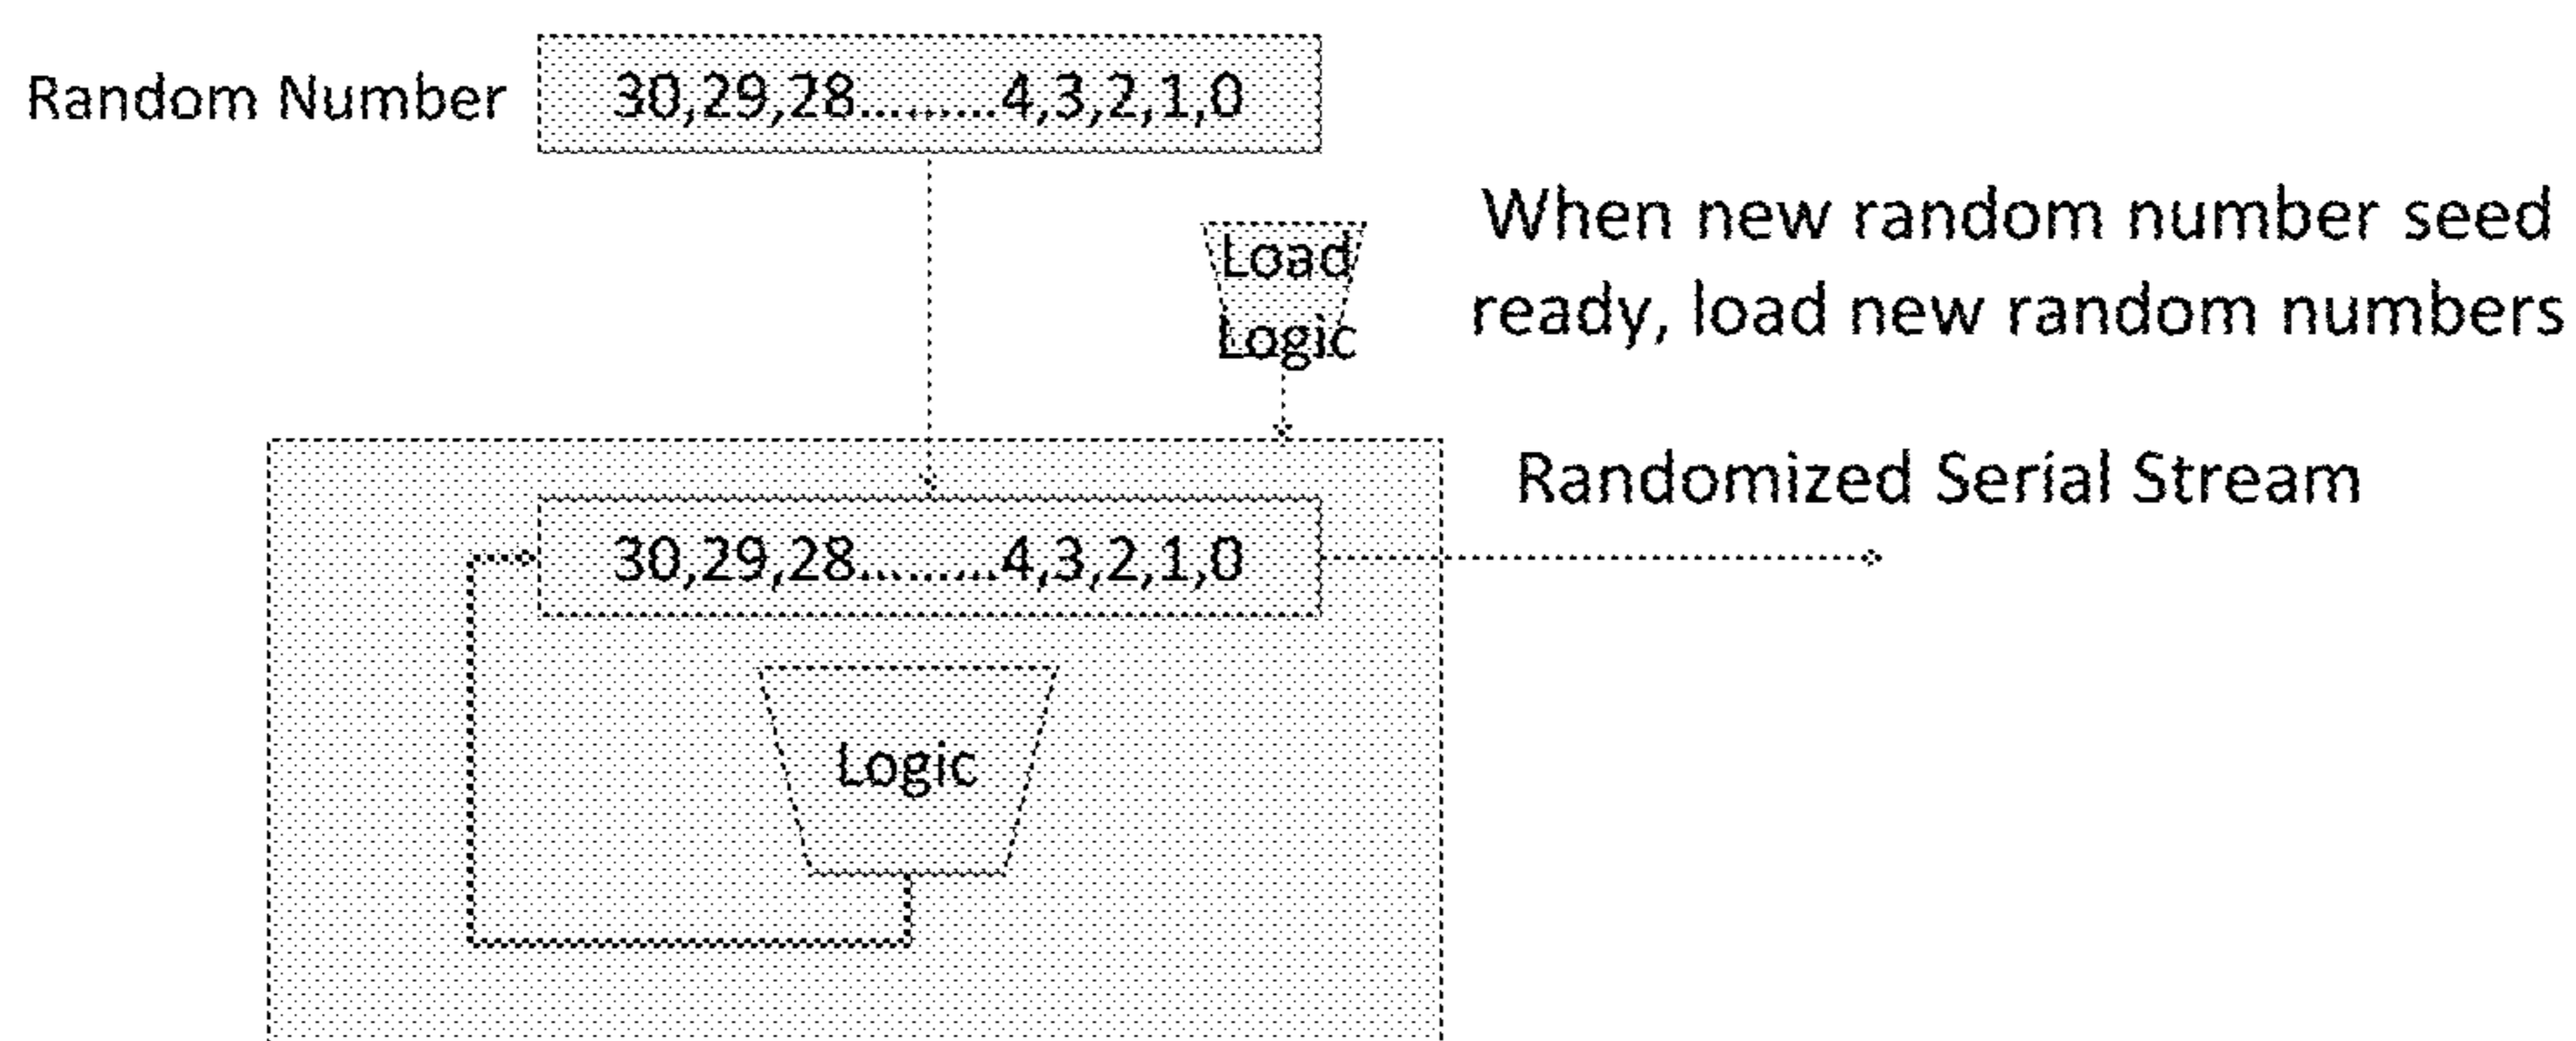 Random Number
30,29,28.........4,3,2,1,0
Load
Logic
When new random number seed
ready, load new random numbers
Randomized Serial Stream
30,29,28.........4,3,2,1,0
Logic